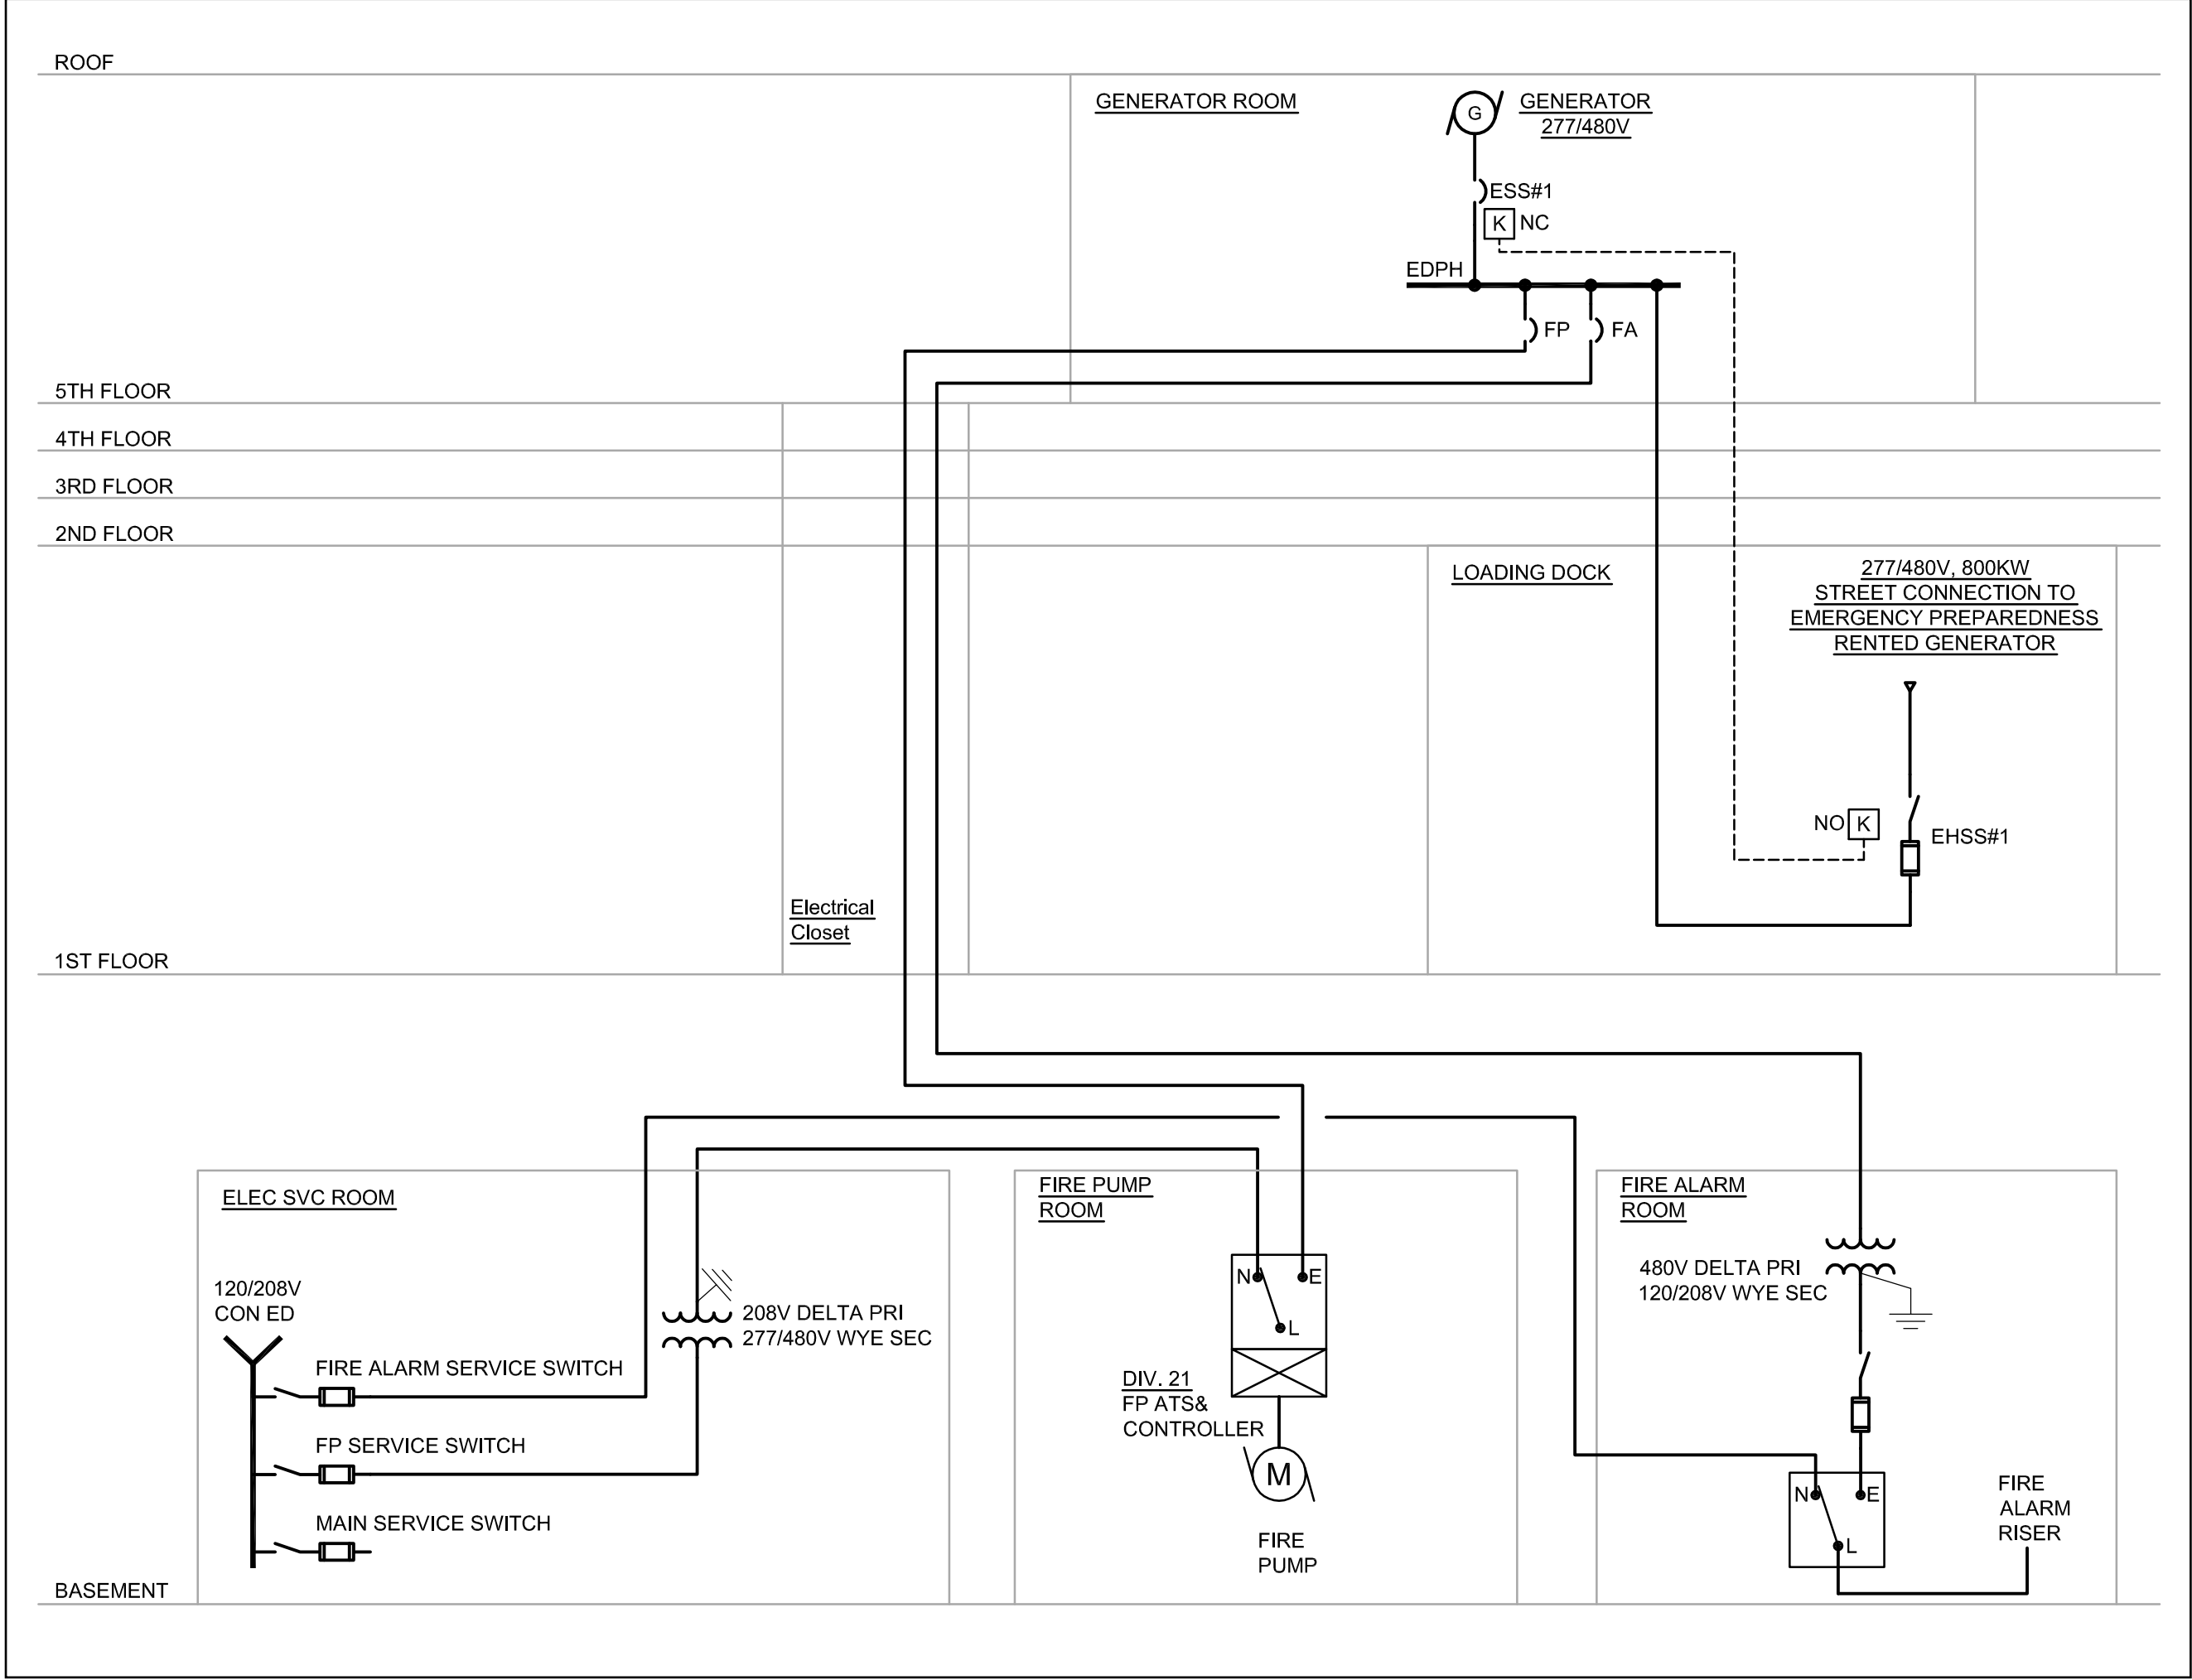 ROOF
GENERATOR ROOM
G
GENERATOR
277/480V
ESS#1
K
NC
EDPH
FP
FA
5TH FLOOR
4TH FLOOR
3RD FLOOR
2ND FLOOR
LOADING DOCK
277/480V, 800KW
STREET CONNECTION TO
EMERGENCY PREPAREDNESS
RENTED GENERATOR
NO
K
EHSS#1
Electrical
Closet
1ST FLOOR
ELEC SVC ROOM
120/208V
CON ED
208V DELTA PRI
277/480V WYE SEC
FIRE ALARM SERVICE SWITCH
FP SERVICE SWITCH
MAIN SERVICE SWITCH
FIRE PUMP
ROOM
N
E
L
DIV. 21
FP ATS&
CONTROLLER
M
FIRE
PUMP
FIRE ALARM
ROOM
480V DELTA PRI
120/208V WYE SEC
N
E
L
FIRE
ALARM
RISER
BASEMENT